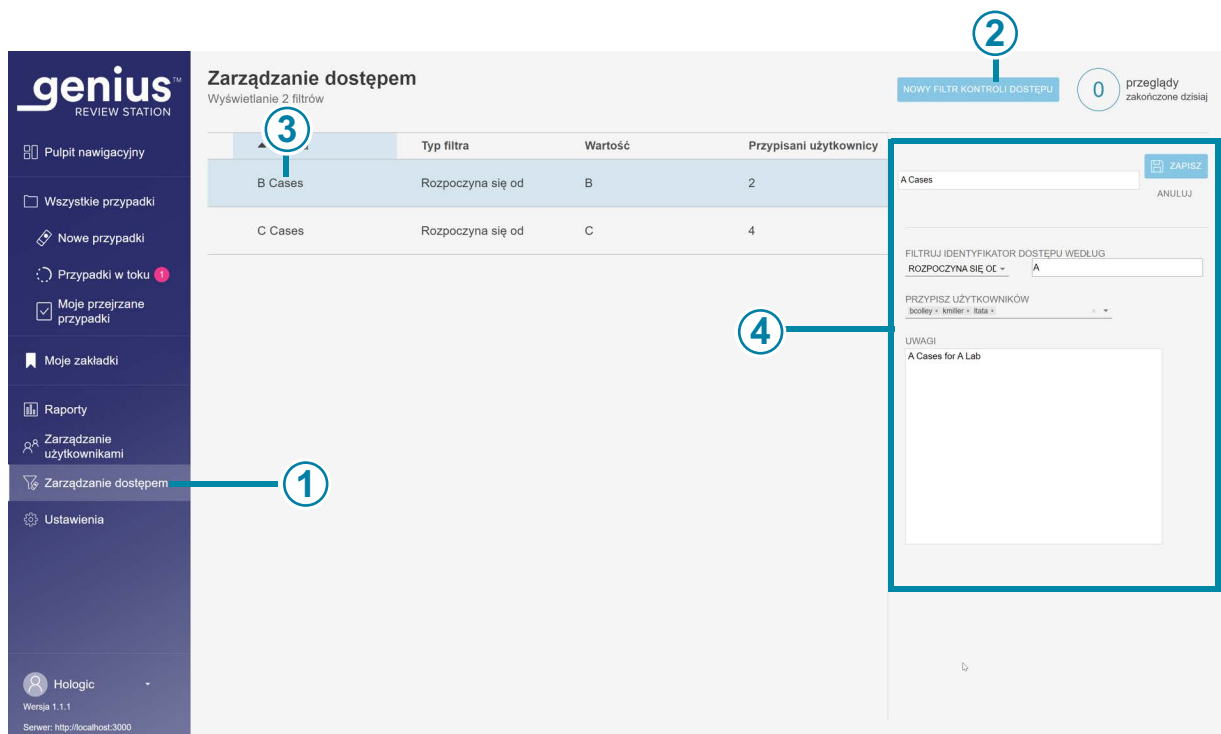 2
genius™
REVIEW STATION
Zarządzanie dostępem
Wyświetlanie 2 filtrów
NOWY FILTR KONTROLI DOSTĘPU
0
przeglądy
zakończone dzisiaj
3
Typ filtra
Wartość
Przypisani użytkownicy
B Cases
Rozpoczyna się od
B
2
C Cases
Rozpoczyna się od
C
4
Pulpit nawigacyjny
Wszystkie przypadki
Nowe przypadki
Przypadki w toku 1
Moje przejrzane
przypadki
Moje zakładki
Raporty
Zarządzanie
użytkownikami
Zarządzanie dostępem
1
Ustawienia
Hologic
Wersja 1.1.1
Serwer: http://localhost:3000
4
A Cases
ZAPISZ
ANULUJ
FILTRUJ IDENTYFIKATOR DOSTĘPU WEDŁUG
ROZPOCZYNA SIĘ
A
PRZYPISZ UŻYTKOWNIKÓW
bcolley × kmiller × ltata ×
UWAGI
A Cases for A Lab